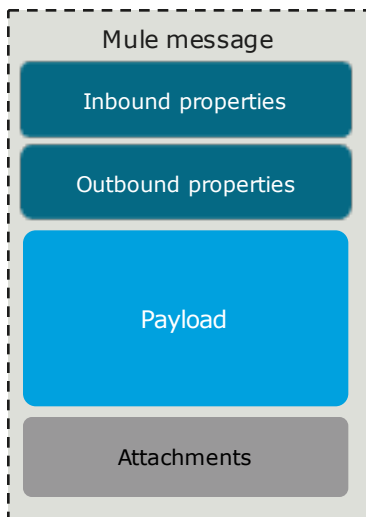 Mule message
Inbound properties
Outbound properties
Payload
Attachments